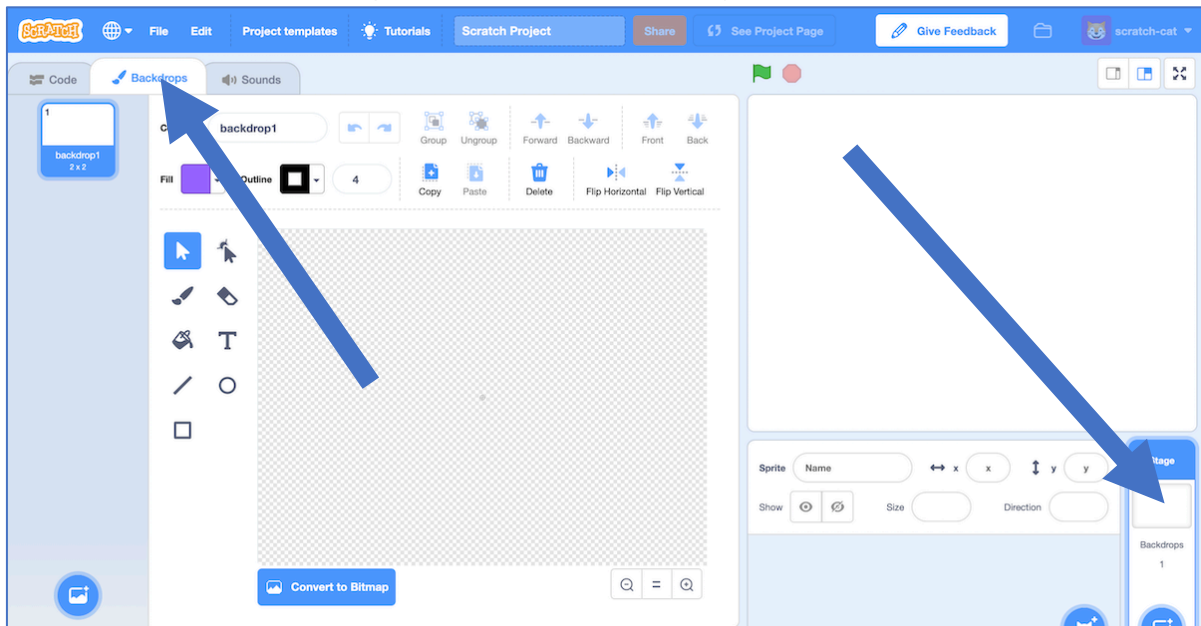 SCRATCH File Edit Project templates Tutorials Scratch Project Share See Project Page Give Feedback scratch-cat
Code Backdrops Sounds
1
backdrop1
2 x 2
backdrop1
Group Ungroup Forward Backward Front Back
Fill Outline 4
Copy Paste Delete Flip Horizontal Flip Vertical
T
Convert to Bitmap
=
Sprite Name x x y y
Show Size Direction
Backdrops
1